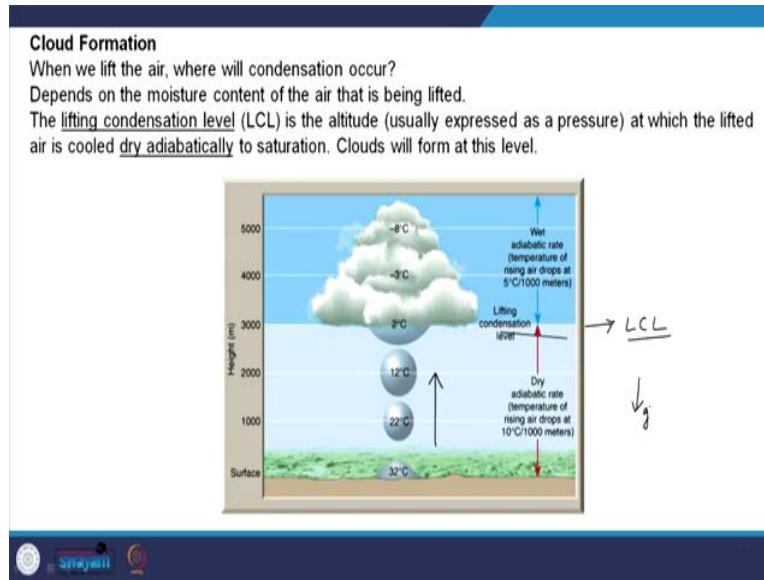 Cloud Formation
When we lift the air, where will condensation occur?
Depends on the moisture content of the air that is being lifted.
The lifting condensation level (LCL) is the altitude (usually expressed as a pressure) at which the lifted
air is cooled dry adiabatically to saturation. Clouds will form at this level.
Height (m)
5000
4000
3000
2000
1000
Surface
-8°C
-3°C
2°C
12°C
22°C
32°C
Wet
adiabatic rate
(temperature of
rising air drops at
5°C/1000 meters)
Lifting
condensation
level
Dry
adiabatic rate
(temperature of
rising air drops at
10°C/1000 meters)
LCL
g
swayam